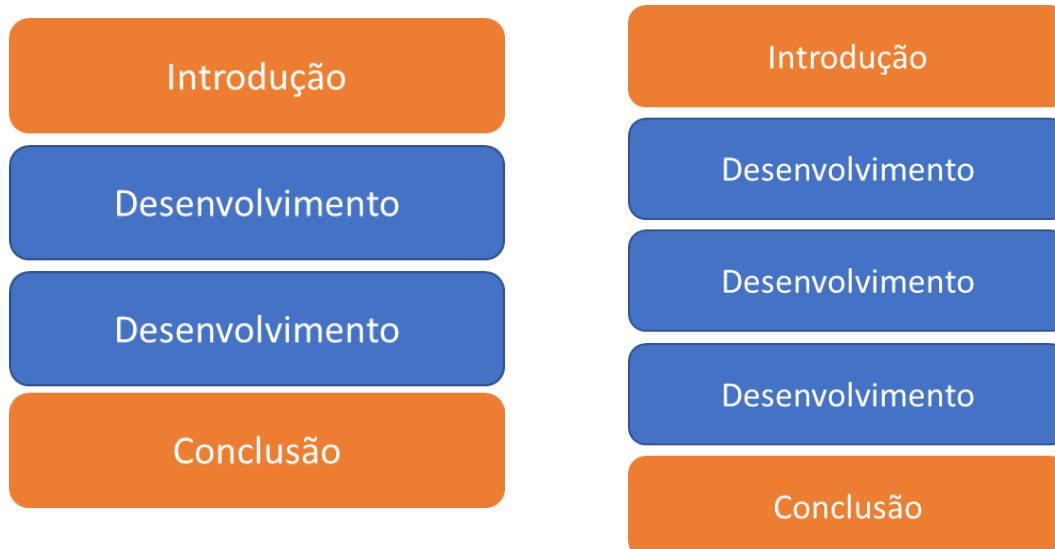 Introdução
Desenvolvimento
Desenvolvimento
Conclusão
Introdução
Desenvolvimento
Desenvolvimento
Desenvolvimento
Conclusão